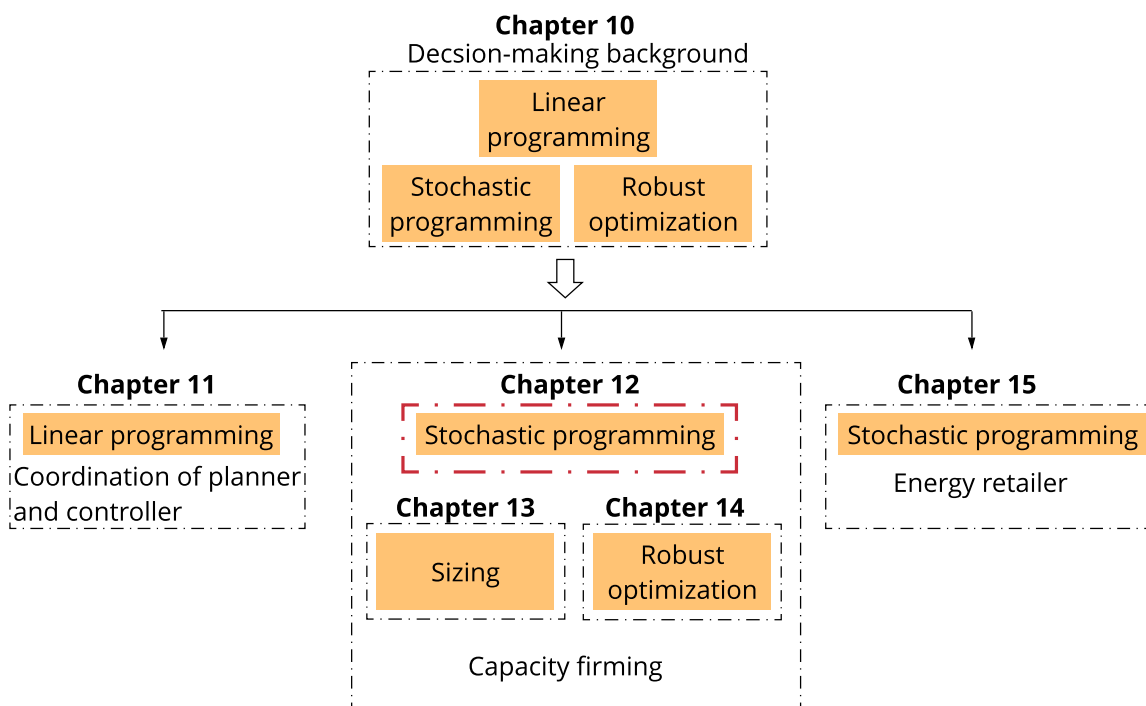 Chapter 10
Decsion-making background
Linear
programming
Stochastic
programming
Robust
optimization
Chapter 11
Linear programming
Coordination of planner
and controller
Chapter 12
Stochastic programming
Chapter 13
Sizing
Chapter 14
Robust
optimization
Capacity firming
Chapter 15
Stochastic programming
Energy retailer